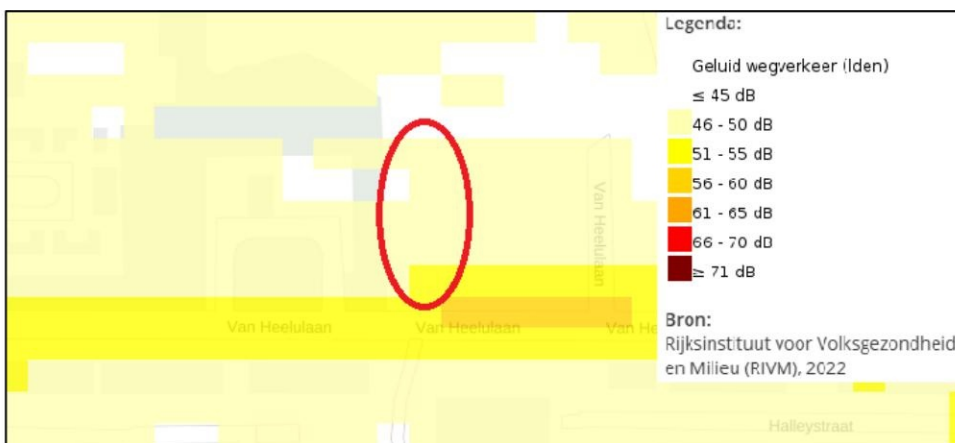 Legenda:
Geluid wegverkeer (lden)
≤ 45 dB
46 - 50 dB
51 - 55 dB
56 - 60 dB
61 - 65 dB
66 - 70 dB
≥ 71 dB
Bron:
Rijksinstituut voor Volksgezondheid
en Milieu (RIVM), 2022
Van Heelulaan
Van Heelulaan
Van Heelulaan
Van He
Halleystraat